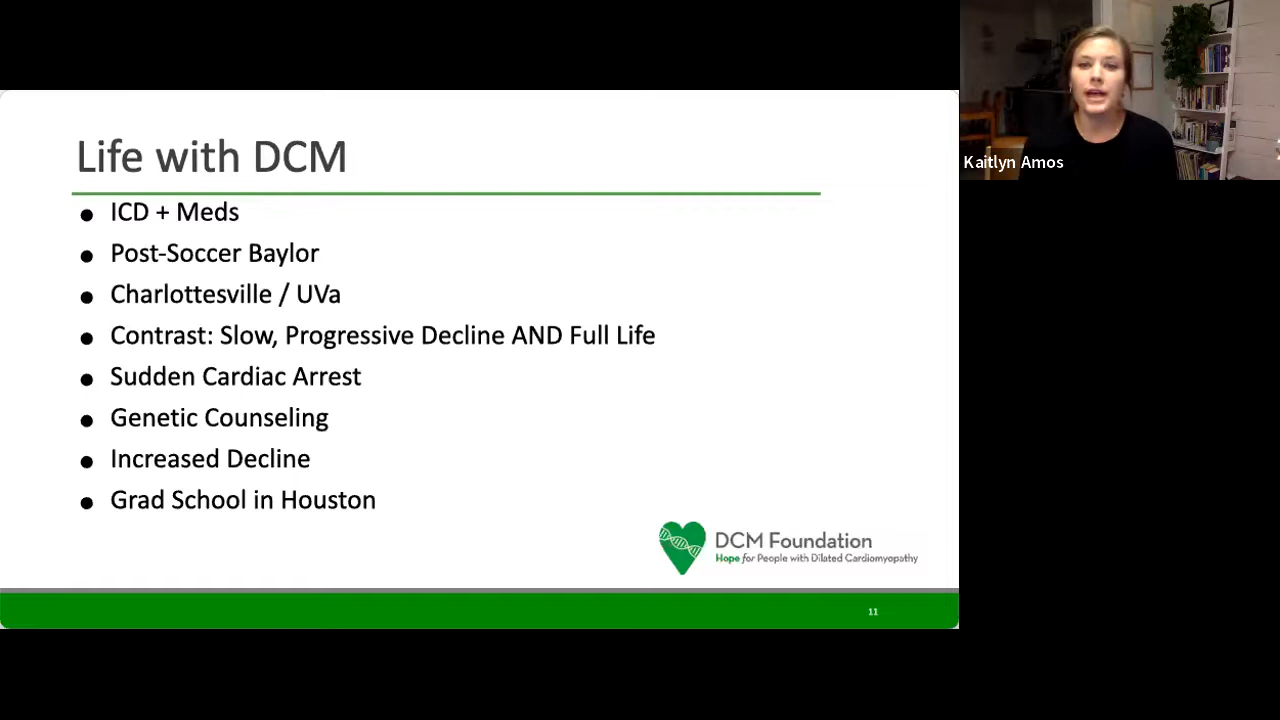 Life with DCM
ICD + Meds
Post-Soccer Baylor
Charlottesville / UVa
Contrast: Slow, Progressive Decline AND Full Life
Sudden Cardiac Arrest
Genetic Counseling
Increased Decline
Grad School in Houston
DCM Foundation
Hope for People with Dilated Cardiomyopathy
11
Kaitlyn Amos